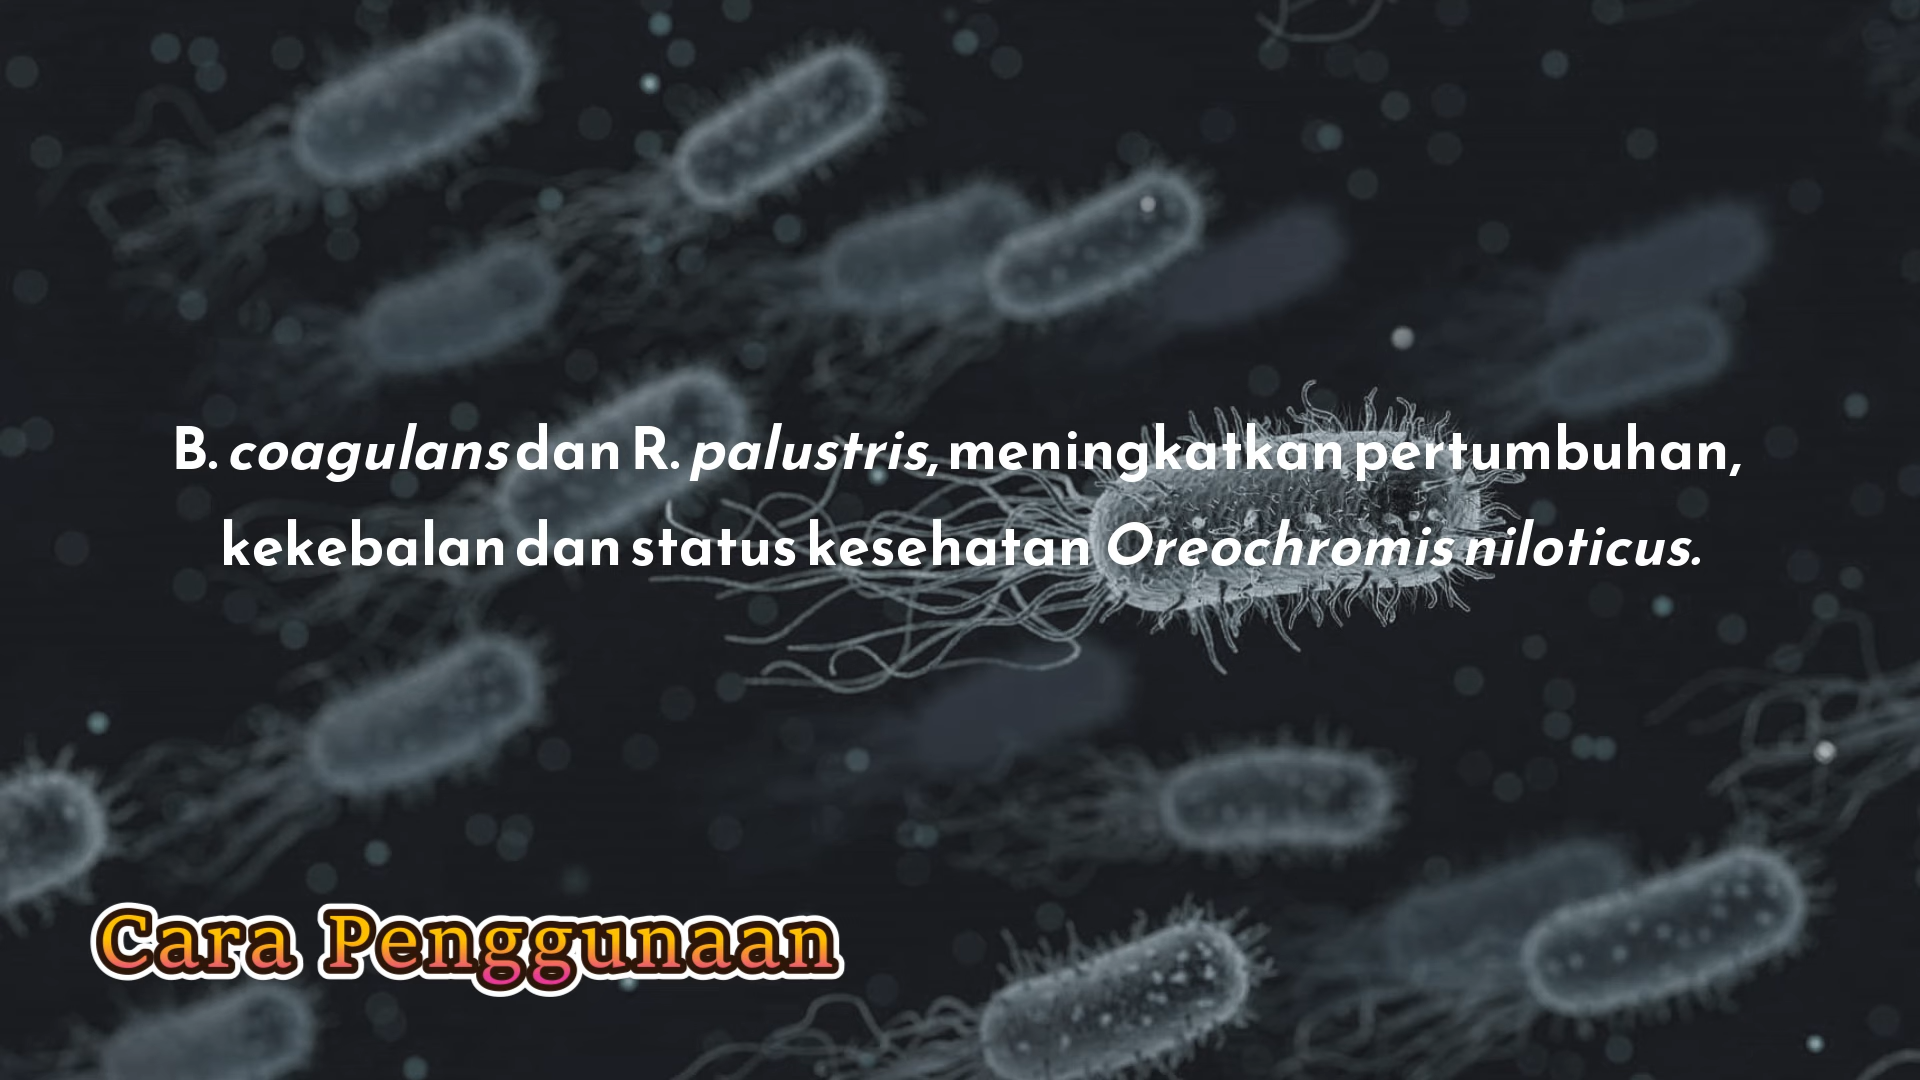 B. coagulans dan R. palustris, meningkatkan pertumbuhan,
kekebalan dan status kesehatan Oreochromis niloticus.
Cara Penggunaan